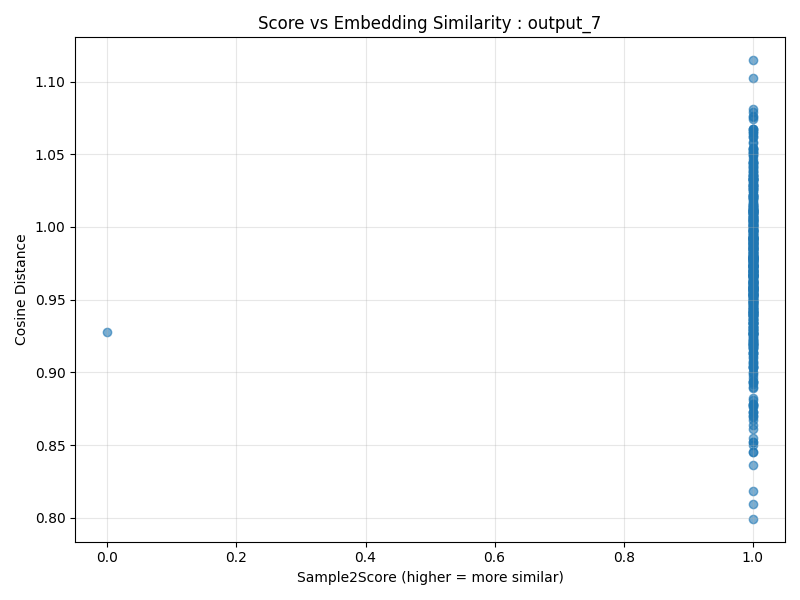 Score vs Embedding Similarity : output_7
Cosine Distance
1.10
1.05
1.00
0.95
0.90
0.85
0.80
0.0 0.2 0.4 0.6 0.8 1.0
Sample2Score (higher = more similar)